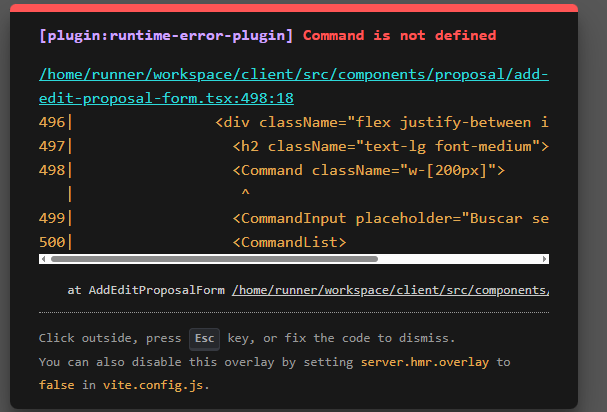 [plugin:runtime-error-plugin] Command is not defined
/home/runner/workspace/client/src/components/proposal/add-
edit-proposal-form.tsx:498:18
496|                <div className="flex justify-between i
497|                  <h2 className="text-lg font-medium">
498|                  <Command className="w-[200px]">
   |                   ^
499|                  <CommandInput placeholder="Buscar se
500|                  <CommandList>
at AddEditProposalForm /home/runner/workspace/client/src/components/
Click outside, press Esc key, or fix the code to dismiss.
You can also disable this overlay by setting server.hmr.overlay to
false in vite.config.js.